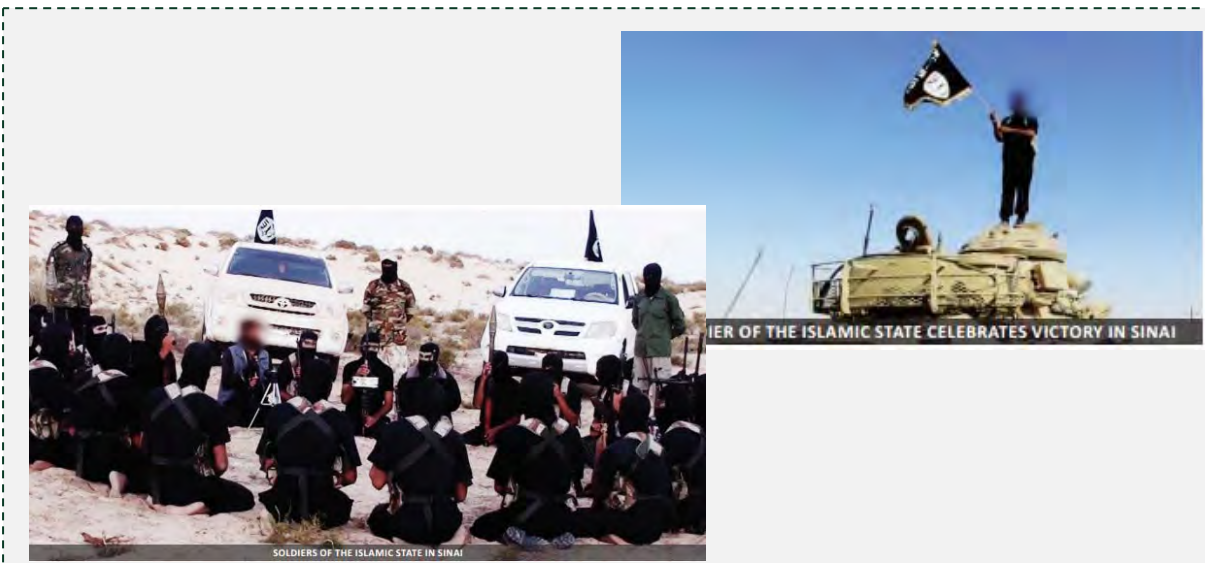 IER OF THE ISLAMIC STATE CELEBRATES VICTORY IN SINAI
SOLDIERS OF THE ISLAMIC STATE IN SINAI